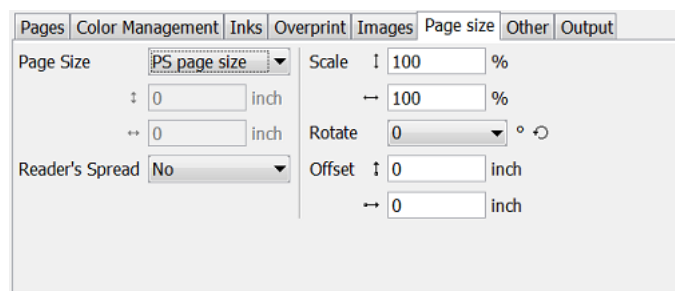 Pages Color Management Inks Overprint Images Page size Other Output
Page Size PS page size Scale 100 %
0 inch 100 %
0 inch Rotate 0 °
Reader's Spread No Offset 0 inch
0 inch